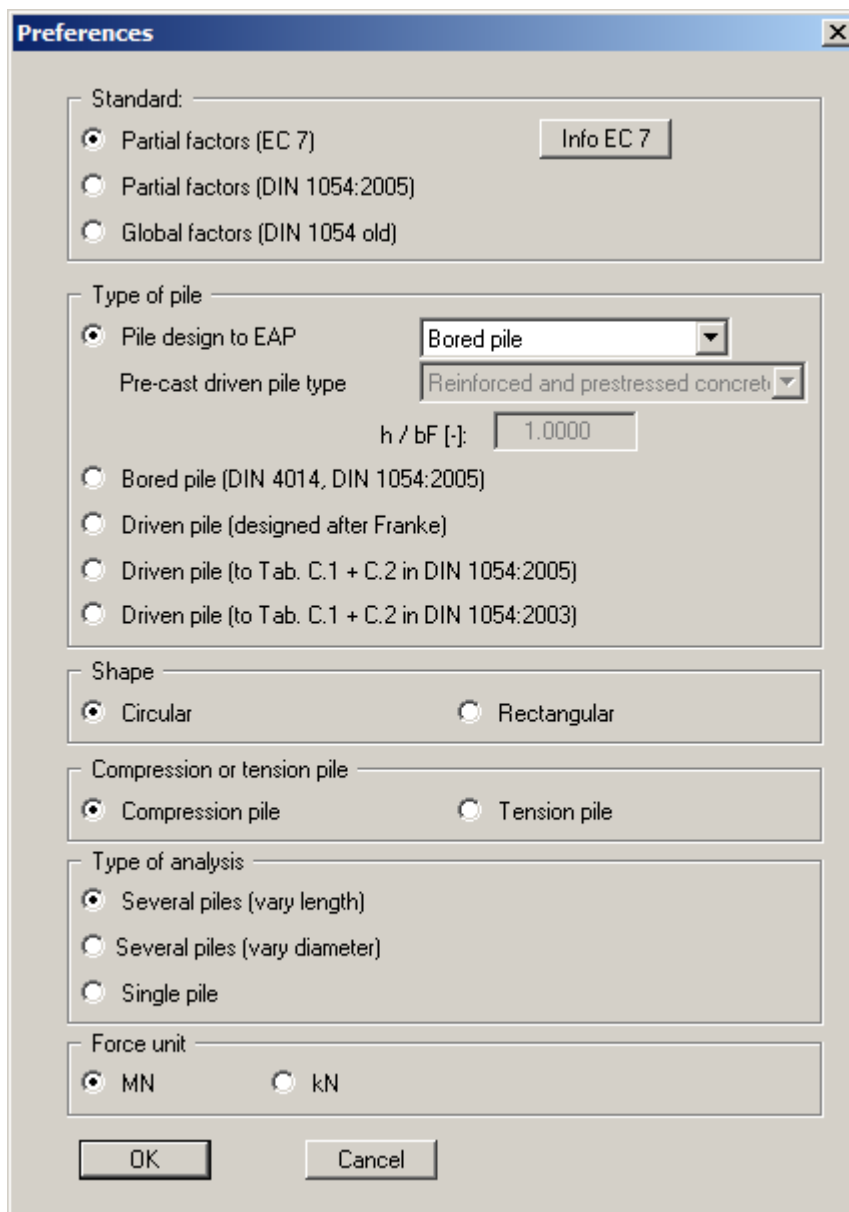 Preferences
Standard:
Partial factors (EC 7)
Info EC 7
Partial factors (DIN 1054:2005)
Global factors (DIN 1054 old)
Type of pile
Pile design to EAP
Bored pile
Pre-cast driven pile type
Reinforced and prestressed
h / bF [-]:
1.0000
Bored pile (DIN 4014, DIN 1054:2005)
Driven pile (designed after Franke)
Driven pile (to Tab. C.1 + C.2 in DIN 1054:2005)
Driven pile (to Tab. C.1 + C.2 in DIN 1054:2003)
Shape
Circular
Rectangular
Compression or tension pile
Compression pile
Tension pile
Type of analysis
Several piles (vary length)
Several piles (vary diameter)
Single pile
Force unit
MN
kN
OK
Cancel